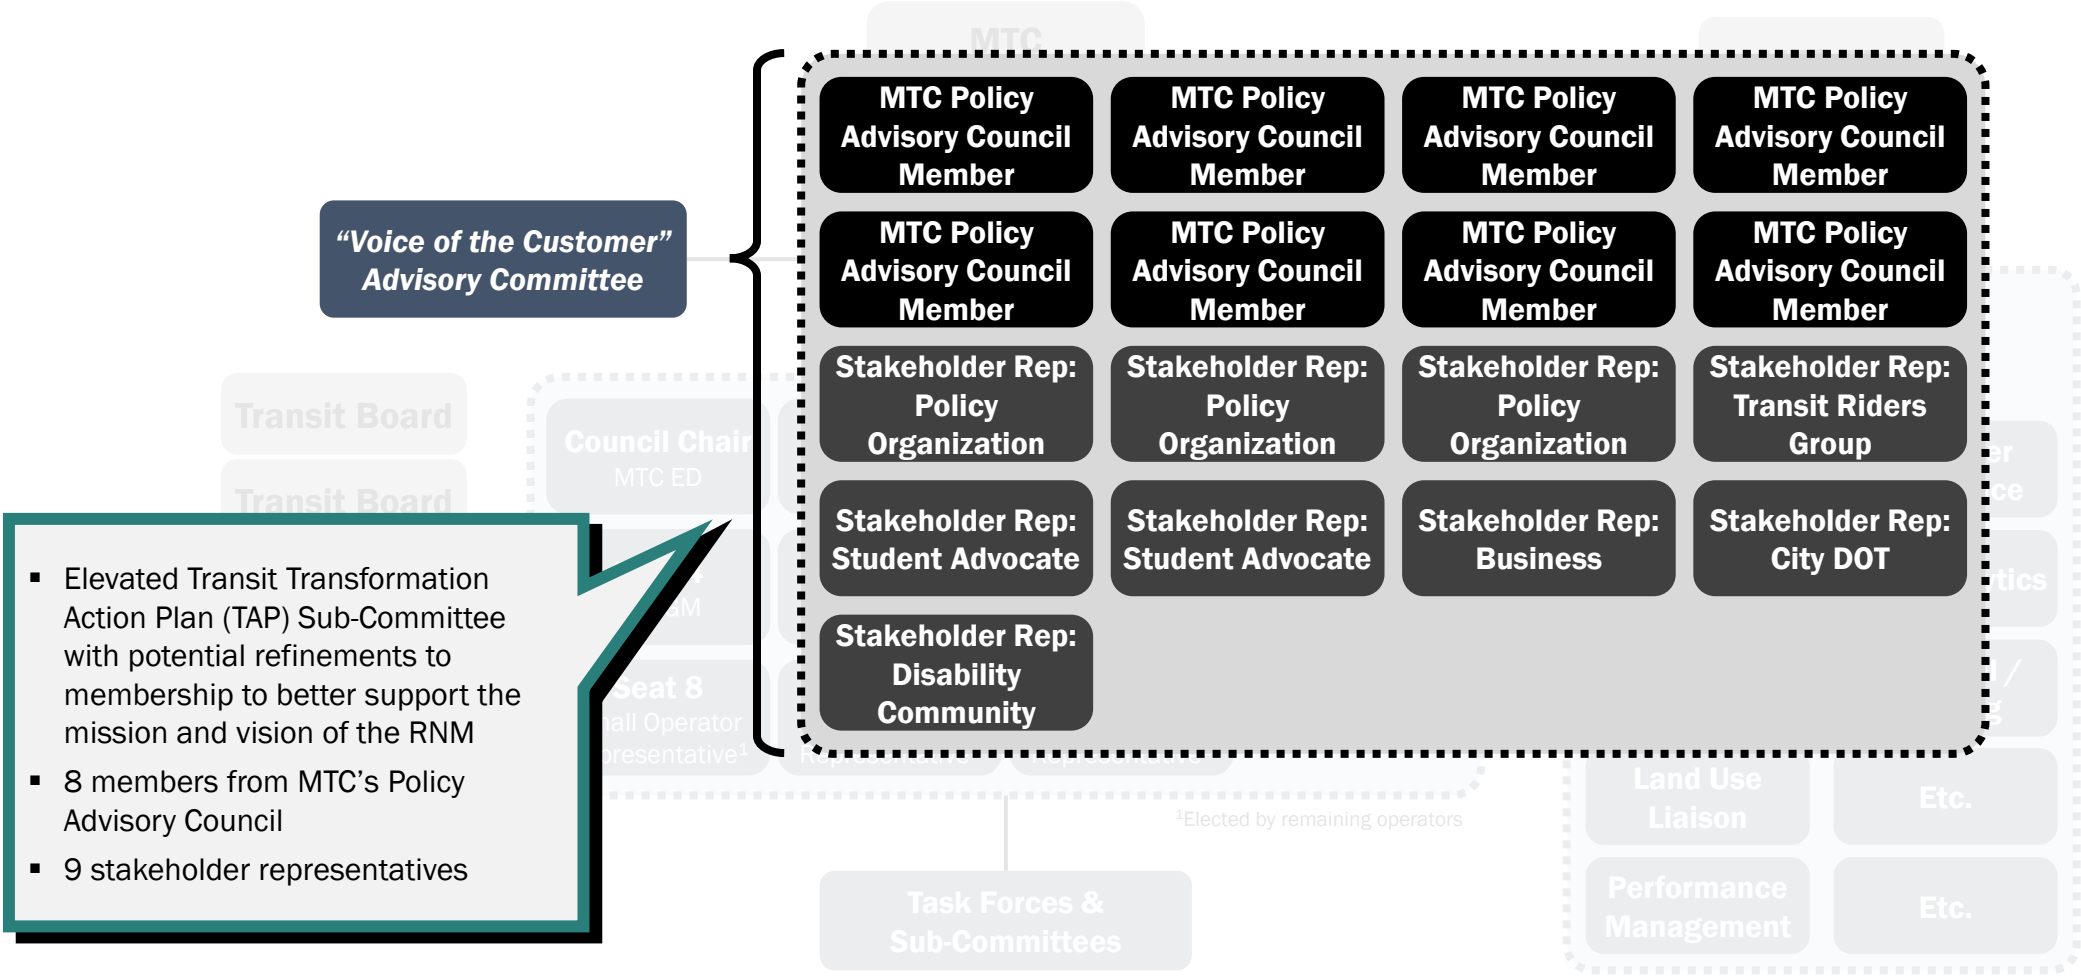 MTC
MTC Policy
Advisory Council
Member
MTC Policy
Advisory Council
Member
MTC Policy
Advisory Council
Member
MTC Policy
Advisory Council
Member
“Voice of the Customer”
Advisory Committee
MTC Policy
Advisory Council
Member
MTC Policy
Advisory Council
Member
MTC Policy
Advisory Council
Member
MTC Policy
Advisory Council
Member
Stakeholder Rep:
Policy
Organization
Stakeholder Rep:
Policy
Organization
Stakeholder Rep:
Policy
Organization
Stakeholder Rep:
Transit Riders
Group
Stakeholder Rep:
Student Advocate
Stakeholder Rep:
Student Advocate
Stakeholder Rep:
Business
Stakeholder Rep:
City DOT
Stakeholder Rep:
Disability
Community
Transit Board
Transit Board
Council Chair
MTC ED
GM
Seat 8
Operator
Representative
Representative
▪ Elevated Transit Transformation
Action Plan (TAP) Sub-Committee
with potential refinements to
membership to better support the
mission and vision of the RNM
▪ 8 members from MTC’s Policy
Advisory Council
▪ 9 stakeholder representatives
¹Elected by remaining operators
Task Forces &
Sub-Committees
Land Use
Liaison
Etc.
Performance
Management
Etc.